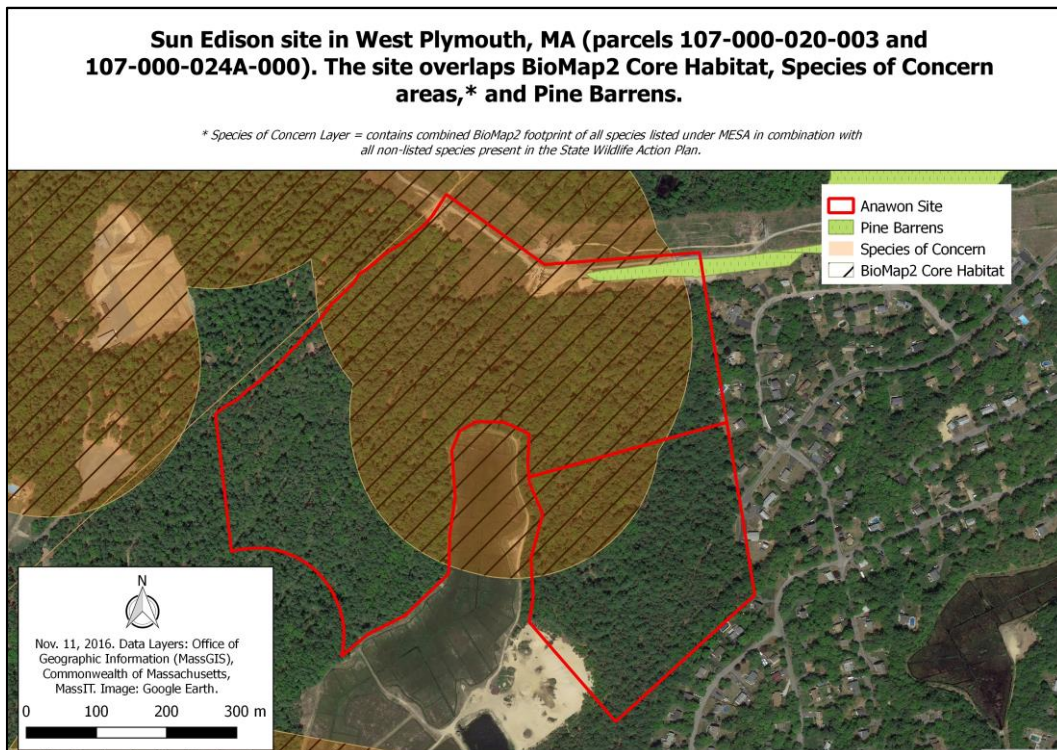 Sun Edison site in West Plymouth, MA (parcels 107-000-020-003 and
107-000-024A-000). The site overlaps BioMap2 Core Habitat, Species of Concern
areas,* and Pine Barrens.
* Species of Concern Layer = contains combined BioMap2 footprint of all species listed under MESA in combination with
all non-listed species present in the State Wildlife Action Plan.
Anawon Site
Pine Barrens
Species of Concern
BioMap2 Core Habitat
N
Nov. 11, 2016. Data Layers: Office of
Geographic Information (MassGIS),
Commonwealth of Massachusetts,
MassIT. Image: Google Earth.
0 100 200 300 m